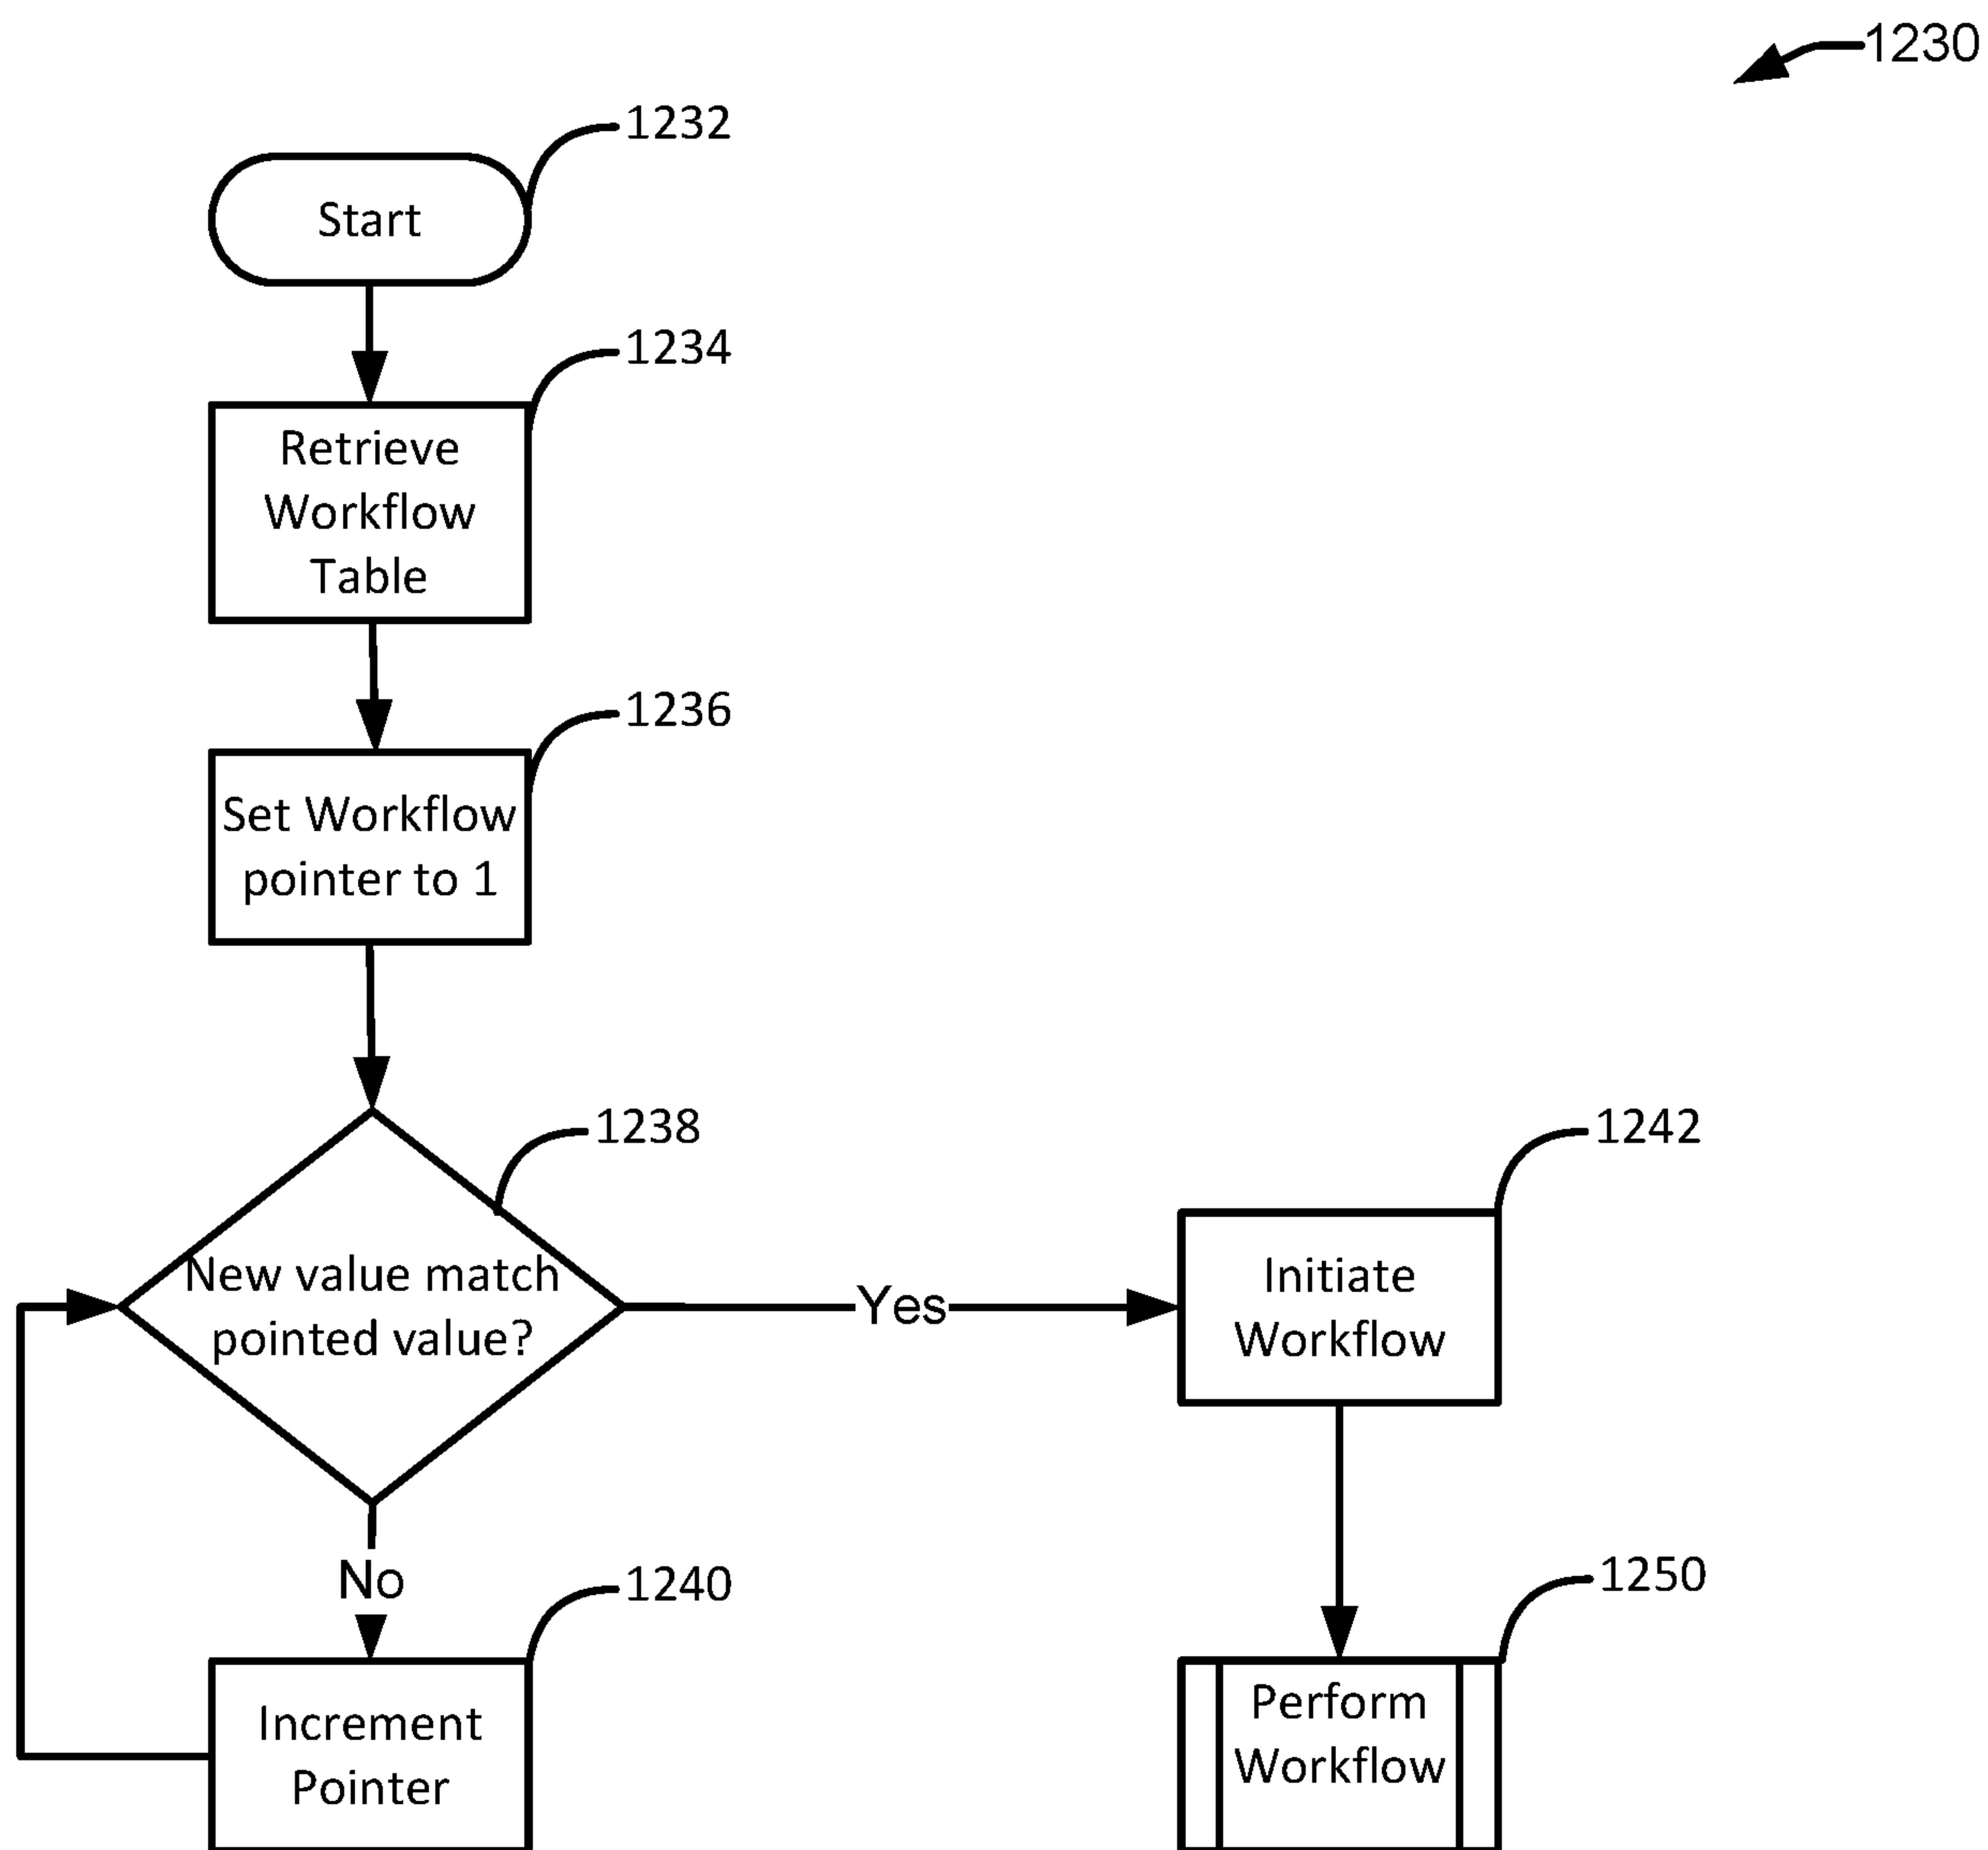 1230
1232
Start
1234
Retrieve
Workflow
Table
1236
Set Workflow
pointer to 1
1238
New value match
pointed value?
Yes
1242
Initiate
Workflow
No
1240
Increment
Pointer
1250
Perform
Workflow